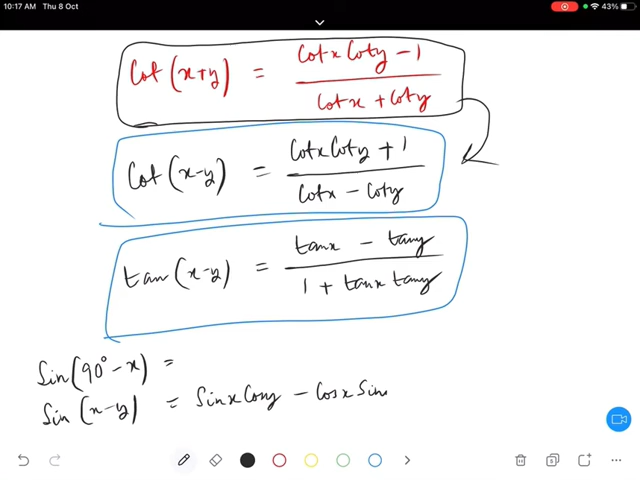 10:17 AM Thu 8 Oct 43%
Cot (x+y) = Cotx Coty - 1 / Cotx + Coty
Cot (x-y) = Cotx Coty + 1 / Cotx - Coty
tan (x-y) = tanx - tany / 1 + tanx tany
Sin (90° - x) =
Sin (x-y) = Sinx Cosy - Cosx Sin
5